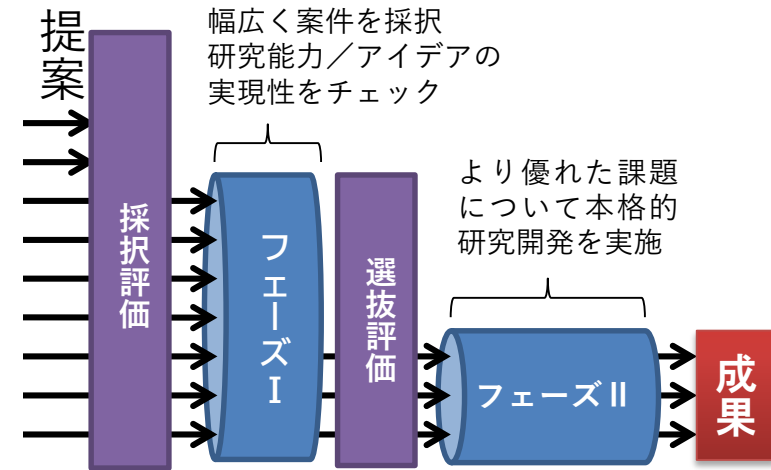 提案
幅広く案件を採択
研究能力／アイデアの
実現性をチェック
採択評価
フェーズⅠ
選抜評価
より優れた課題
について本格的
研究開発を実施
フェーズⅡ
成果